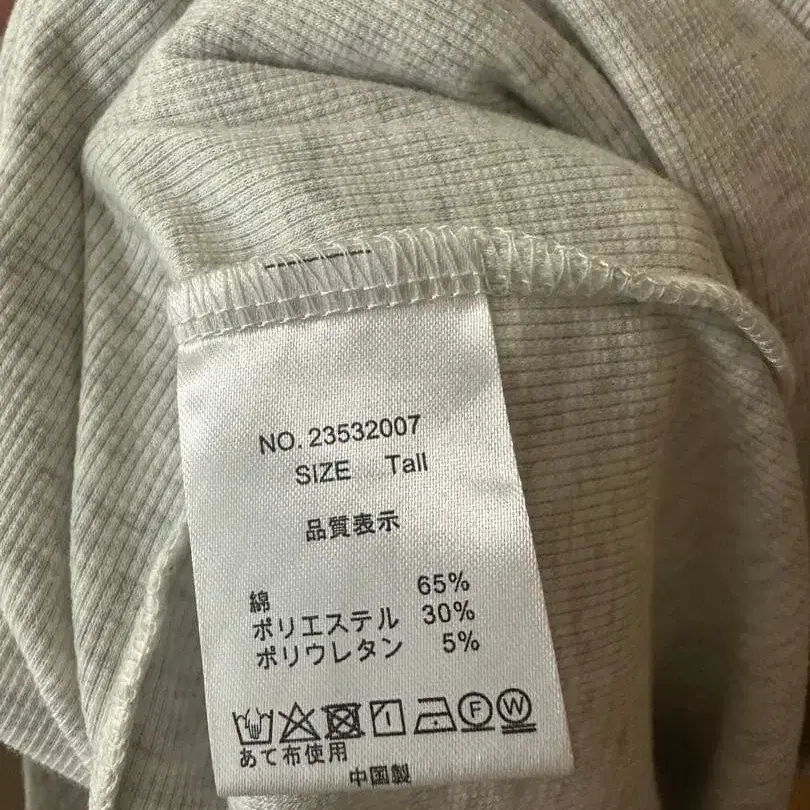 NO. 23532007
SIZE Tall
品質表示
綿 65%
ポリエステル 30%
ポリウレタン 5%
F W
あて布使用
中国製